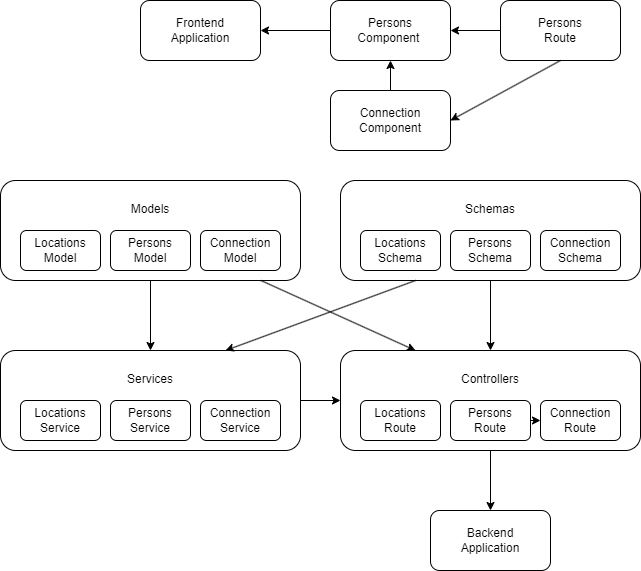 Frontend
Application
Persons
Component
Persons
Route
Connection
Component
Models
Locations
Model
Persons
Model
Connection
Model
Schemas
Locations
Schema
Persons
Schema
Connection
Schema
Services
Locations
Service
Persons
Service
Connection
Service
Controllers
Locations
Route
Persons
Route
Connection
Route
Backend
Application